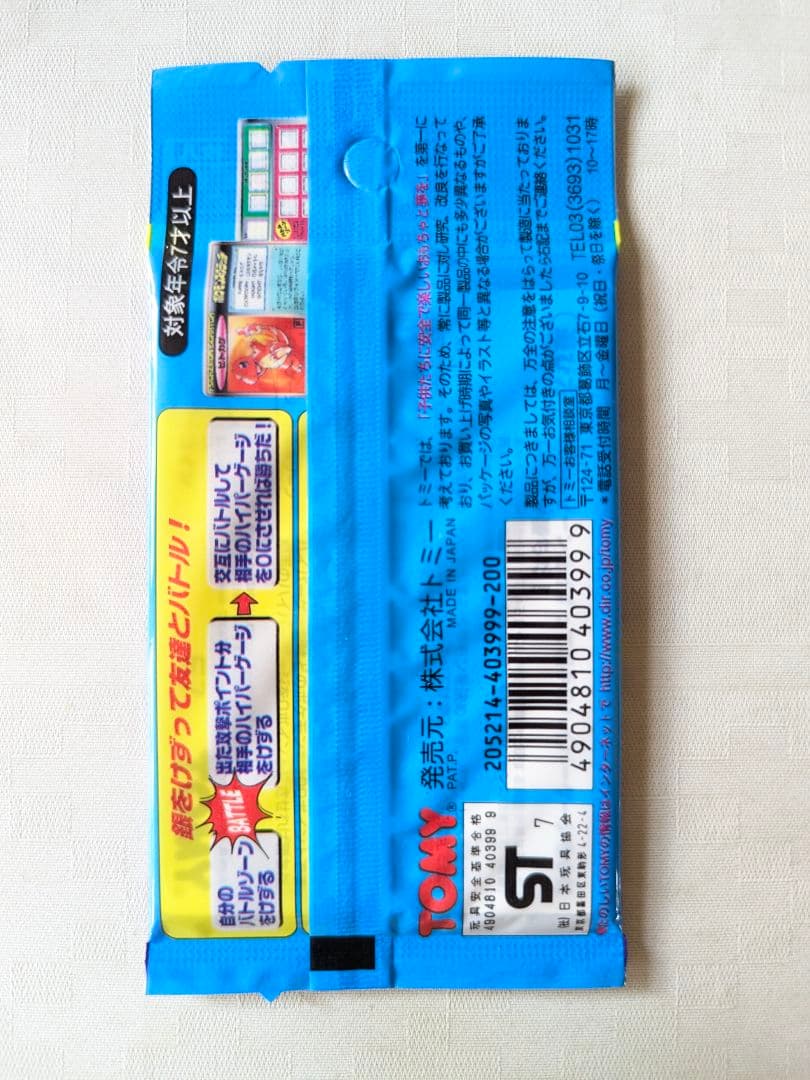 対象年令7才以上
ヒトカゲ
銀をけずって友達とバトル!
自分の
バトルゾーン
をけずる
BATTLE
出た攻撃ポイント分
相手のハイパーゲージ
をけずる
交互にバトルして
相手のハイパーゲージ
を0にさせれば勝ちだ!
トミーでは、「子供たちに安全で楽しいおもちゃと夢を」を第一に
考えております。そのため、常に製品に対し研究、改良を行なって
おり、お買い上げ時期によって同一製品の中にも多少異なるものや、
パッケージの写真やイラスト等と異なる場合がございますがご了承
ください。
製品につきましては、万全の注意をはらって製造に当たっておりま
すが、万一お気付きの点がございましたら右記までご連絡ください。
トミーお客様相談室
〒124-71 東京都葛飾区立石7-9-10 TEL03(3693)1031
*電話受付時間 月〜金曜日(祝日・祭日を除く) 10〜17時
TOMY®
発売元:株式会社トミー
PAT.P. MADE IN JAPAN
205214-403999-200
4904810 403999
玩具安全基準合格
4904810 40399 9
ST 7
(社)日本玩具協会
東京都墨田区東駒形 4-22-4
楽しいTOMYの情報はインターネットで http://www.dir.co.jp/tomy